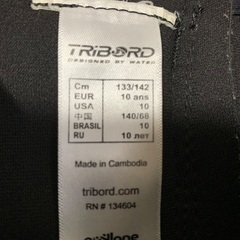 TRIBORD
DESIGNED BY WATER
Cm 133/142
EUR 10 ans
USA 10
中国 140/68
BRASIL 10
RU 10 лет
Made in Cambodia
tribord.com
RN # 134604